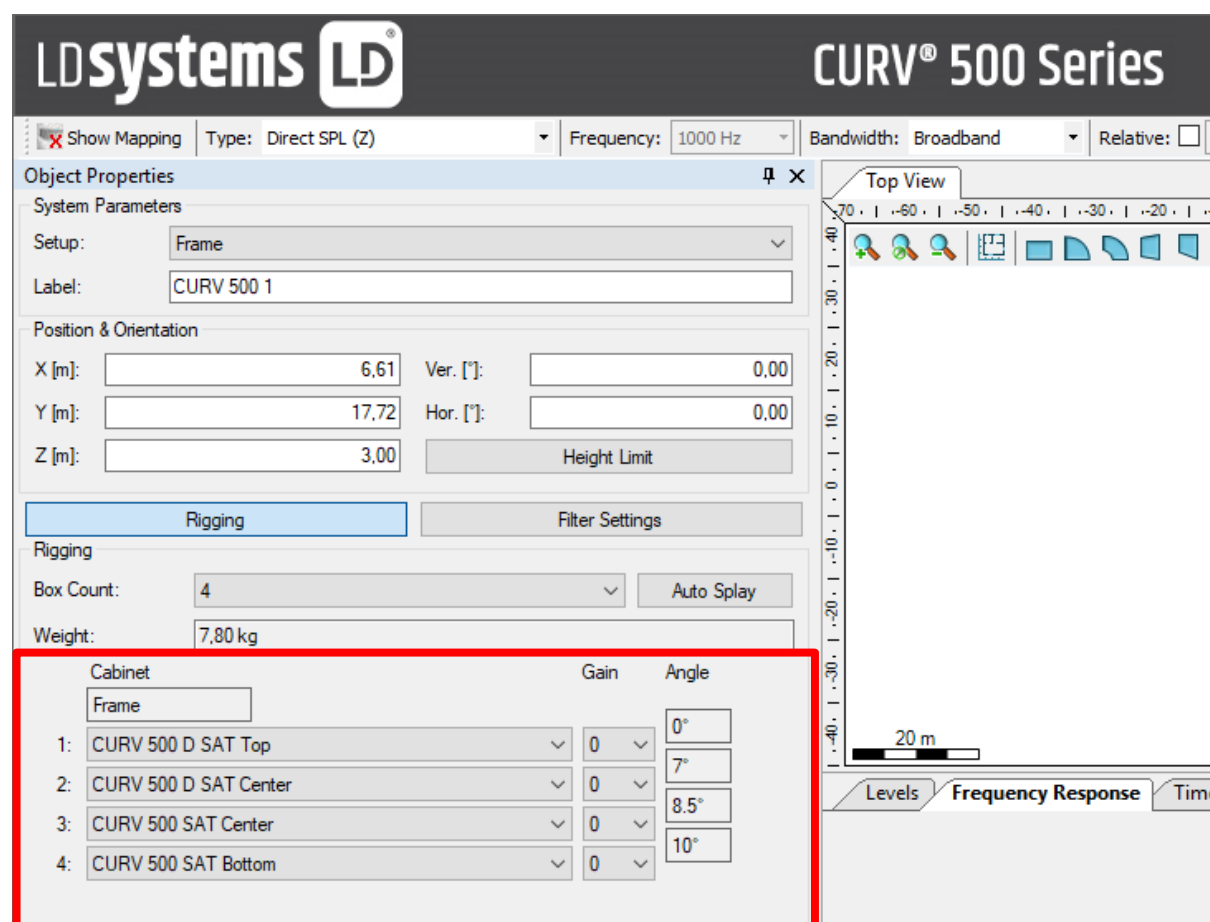 LDsystems LD® CURV® 500 Series
Show Mapping Type: Direct SPL (Z) Frequency: 1000 Hz Bandwidth: Broadband Relative:
Object Properties
System Parameters
Setup: Frame
Label: CURV 500 1
Position & Orientation
X [m]: 6,61 Ver. [°]: 0,00
Y [m]: 17,72 Hor. [°]: 0,00
Z [m]: 3,00 Height Limit
Rigging Filter Settings
Rigging
Box Count: 4 Auto Splay
Weight: 7,80 kg
Cabinet Gain Angle
Frame
0°
1: CURV 500 D SAT Top 0
7°
2: CURV 500 D SAT Center 0
8.5°
3: CURV 500 SAT Center 0
10°
4: CURV 500 SAT Bottom 0
Top View
-70 -60 -50 -40 -30 -20
40
30
20
10
0
-10
-20
-30
-40
20 m
Levels Frequency Response Tim